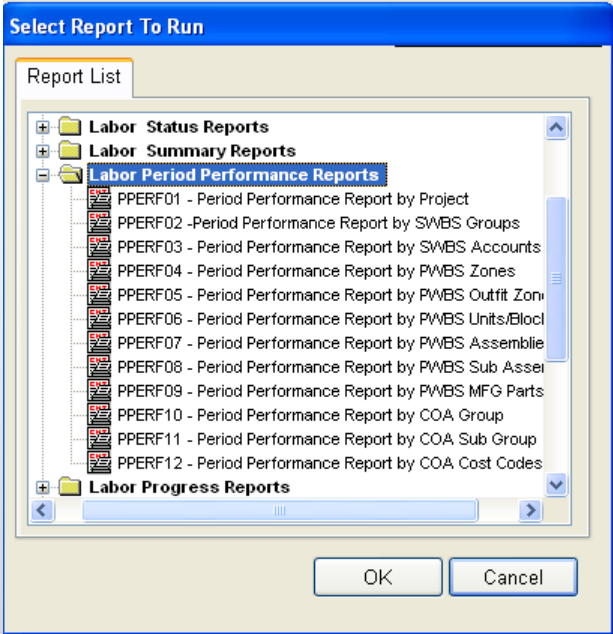 Select Report To Run
Report List
Labor Status Reports
Labor Summary Reports
Labor Period Performance Reports
PPERF01 - Period Performance Report by Project
PPERF02 -Period Performance Report by SWBS Groups
PPERF03 - Period Performance Report by SWBS Accounts
PPERF04 - Period Performance Report by PWBS Zones
PPERF05 - Period Performance Report by PWBS Outfit Zon
PPERF06 - Period Performance Report by PWBS Units/Bloc
PPERF07 - Period Performance Report by PWBS Assemblie
PPERF08 - Period Performance Report by PWBS Sub Asse
PPERF09 - Period Performance Report by PWBS MFG Parts
PPERF10 - Period Performance Report by COA Group
PPERF11 - Period Performance Report by COA Sub Group
PPERF12 - Period Performance Report by COA Cost Codes
Labor Progress Reports
OK Cancel